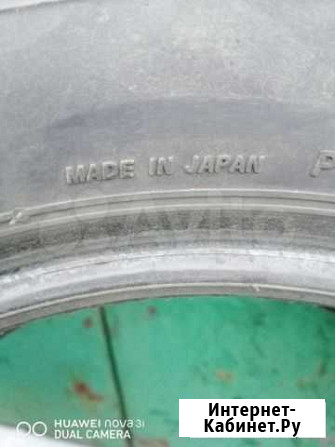 MADE IN JAPAN P
HUAWEI nova 3i
DUAL CAMERA
Интернет-
Кабинет.Ру